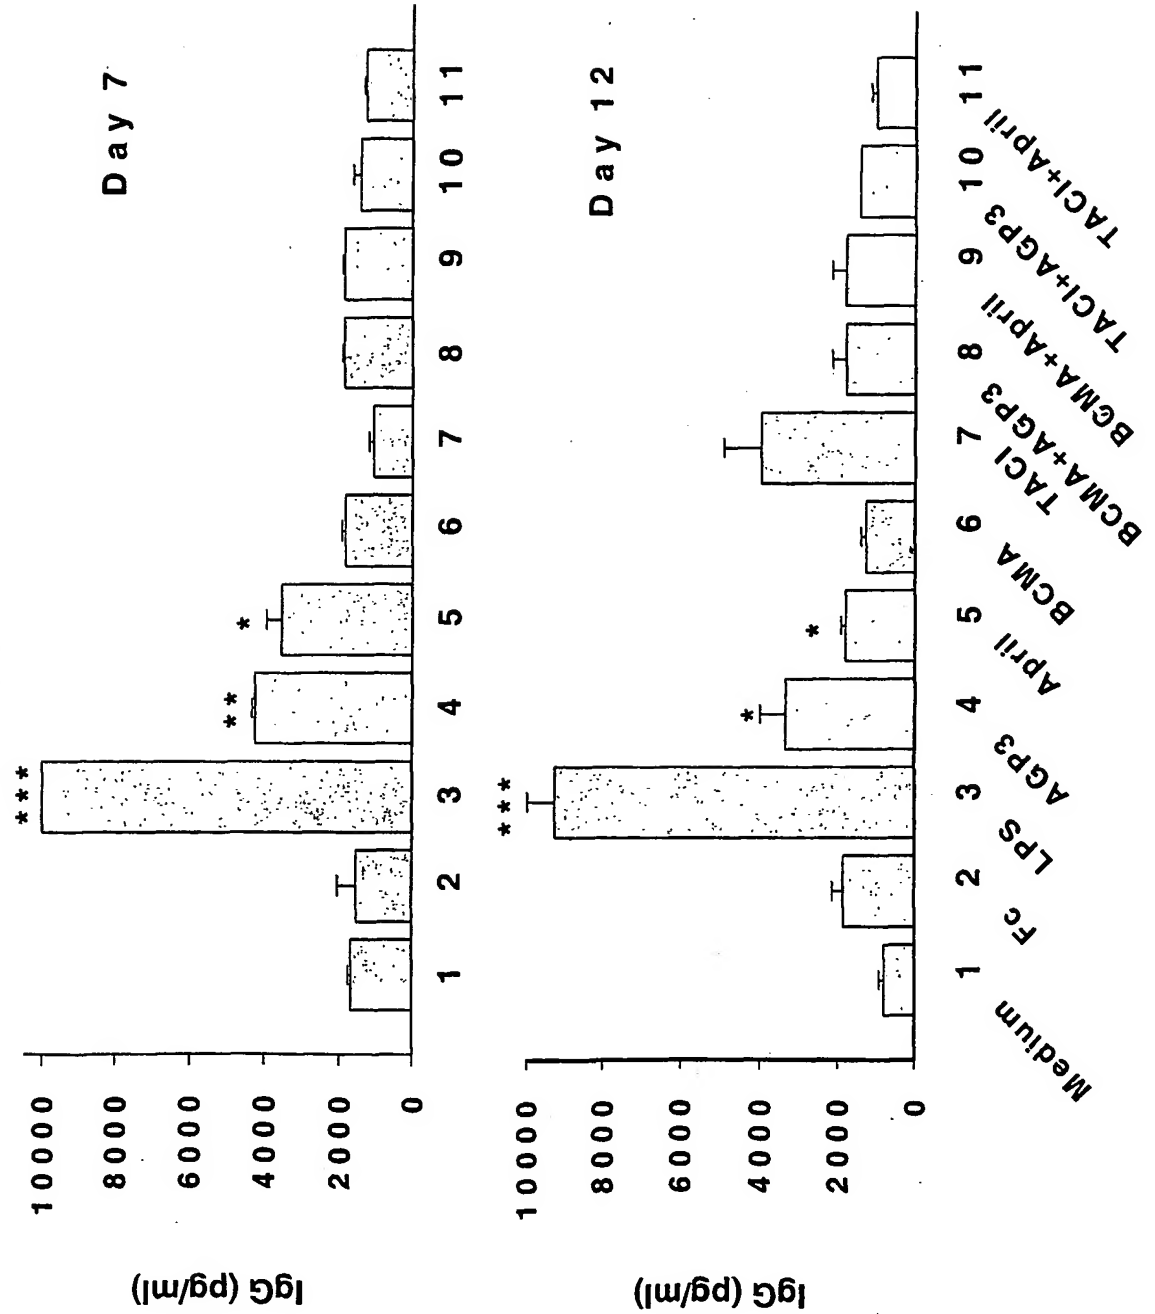 Day 7
IgG (pg/ml)
10000
8000
6000
4000
2000
0
***
**
*
1 2 3 4 5 6 7 8 9 10 11
Day 12
IgG (pg/ml)
10000
8000
6000
4000
2000
0
***
*
*
1 2 3 4 5 6 7 8 9 10 11
Medium
Fc
LPS
AGP3
April
BCMA
TACI
BCMA+AGP3
BCMA+April
TACI+AGP3
TACI+April